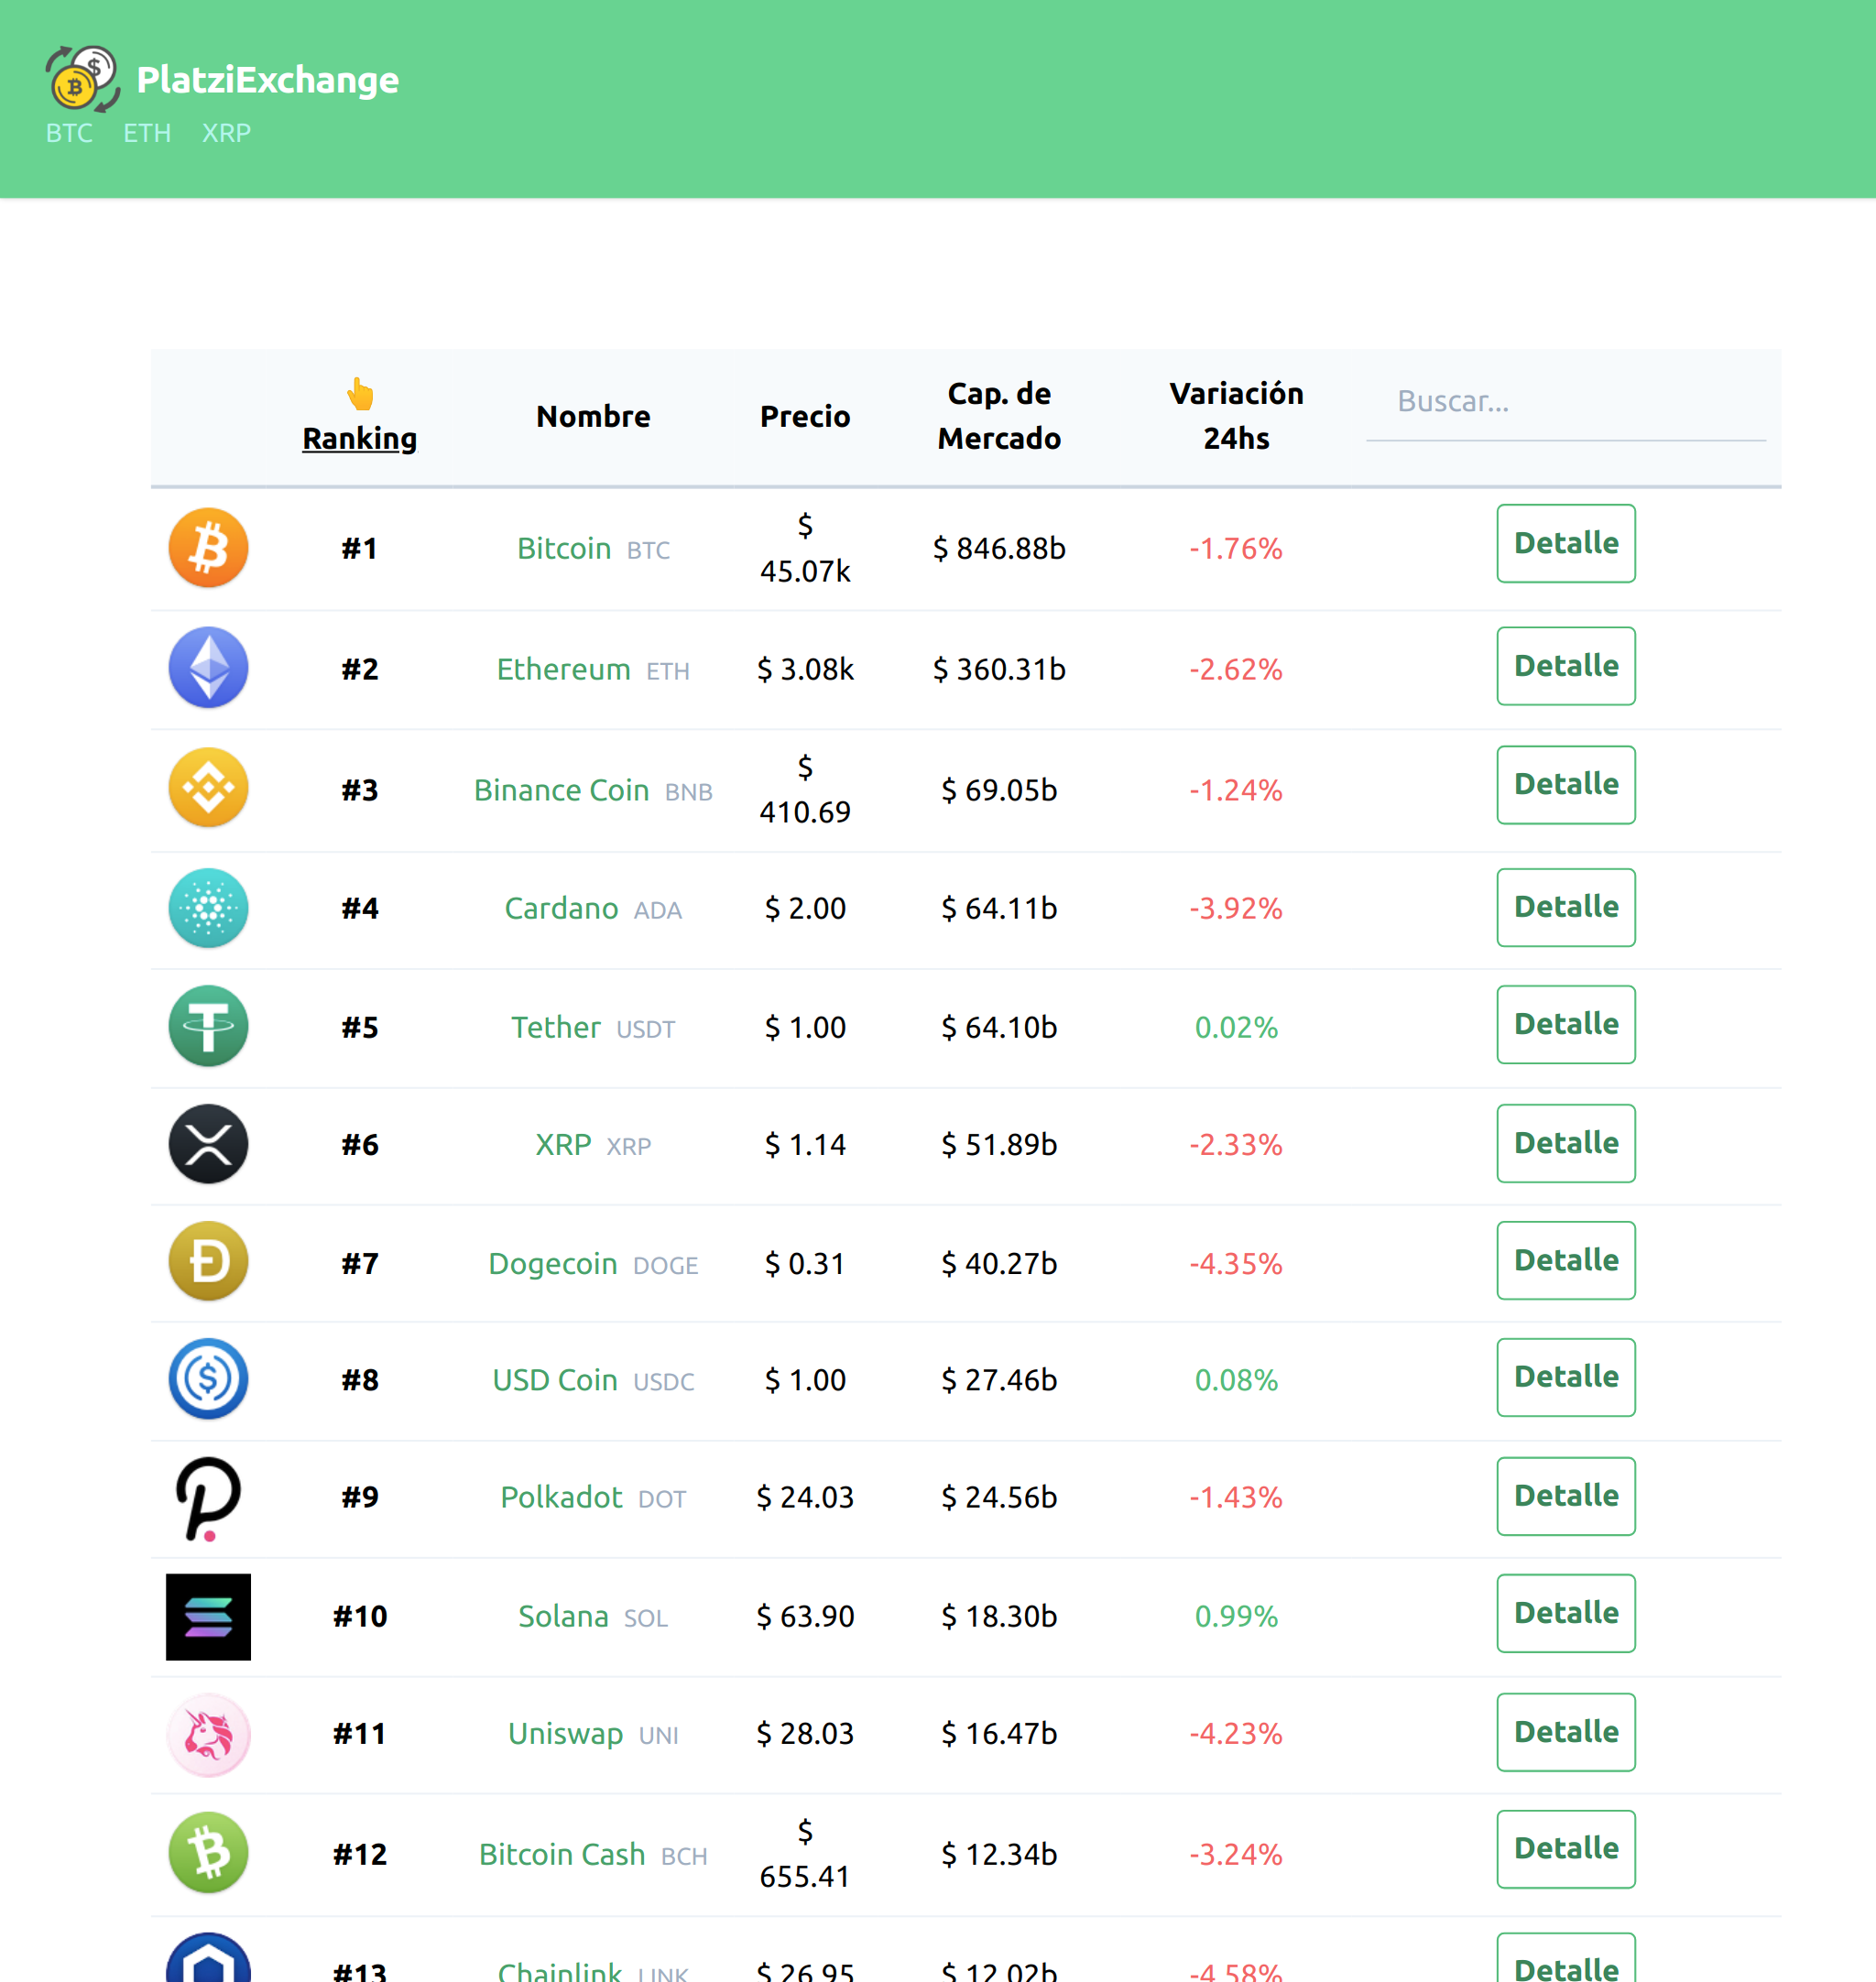 PlatziExchange
BTC ETH XRP
👆 Ranking Nombre Precio Cap. de Mercado Variación 24hs Buscar...
#1 Bitcoin BTC $ 45.07k $ 846.88b -1.76% Detalle
#2 Ethereum ETH $ 3.08k $ 360.31b -2.62% Detalle
#3 Binance Coin BNB $ 410.69 $ 69.05b -1.24% Detalle
#4 Cardano ADA $ 2.00 $ 64.11b -3.92% Detalle
#5 Tether USDT $ 1.00 $ 64.10b 0.02% Detalle
#6 XRP XRP $ 1.14 $ 51.89b -2.33% Detalle
#7 Dogecoin DOGE $ 0.31 $ 40.27b -4.35% Detalle
#8 USD Coin USDC $ 1.00 $ 27.46b 0.08% Detalle
#9 Polkadot DOT $ 24.03 $ 24.56b -1.43% Detalle
#10 Solana SOL $ 63.90 $ 18.30b 0.99% Detalle
#11 Uniswap UNI $ 28.03 $ 16.47b -4.23% Detalle
#12 Bitcoin Cash BCH $ 655.41 $ 12.34b -3.24% Detalle
#13 Chainlink LINK $ 26.95 $ 12.02b -4.58% Detalle